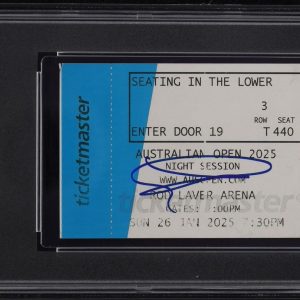 ticketmaster
SEATING IN THE LOWER
3
ROW SEAT
ENTER DOOR 19 T 440
AUSTRALIAN OPEN 2025
NIGHT SESSION
ROD LAVER ARENA
GATES: :00PM
SUN 26 JAN 2025 7:30PM
ticketmaster